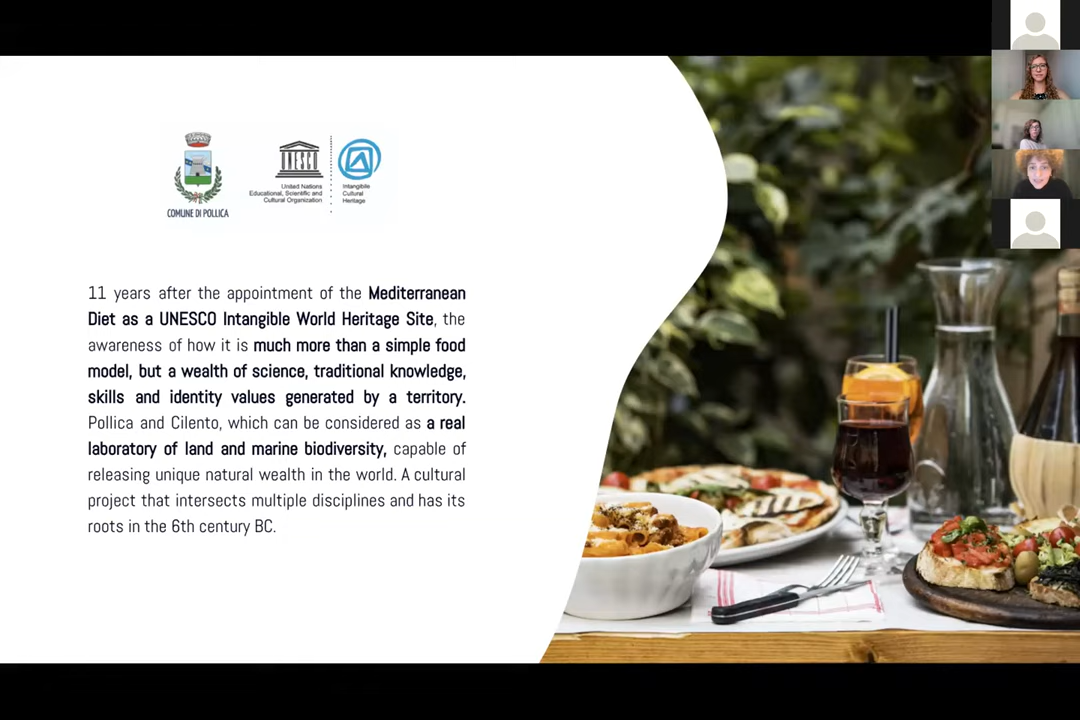 COMUNE DI POLLICA
UNESCO
United Nations
Educational, Scientific and
Cultural Organization
Intangible
Cultural
Heritage
11 years after the appointment of the Mediterranean
Diet as a UNESCO Intangible World Heritage Site, the
awareness of how it is much more than a simple food
model, but a wealth of science, traditional knowledge,
skills and identity values generated by a territory.
Pollica and Cilento, which can be considered as a real
laboratory of land and marine biodiversity, capable of
releasing unique natural wealth in the world. A cultural
project that intersects multiple disciplines and has its
roots in the 6th century BC.